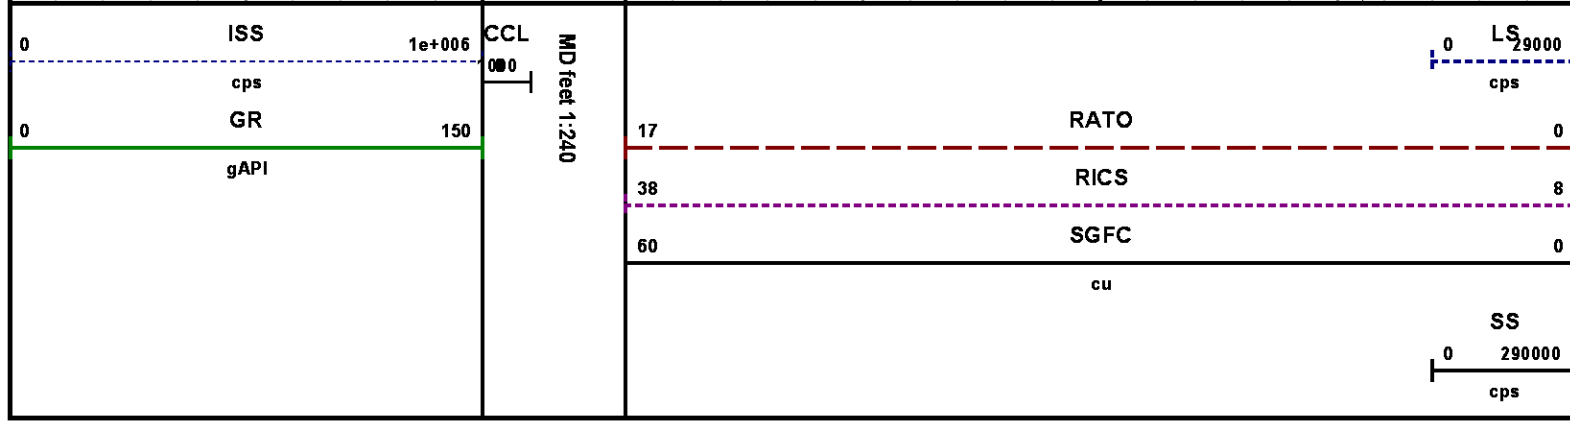 ISS
0 1e+006
cps
GR
0 150
gAPI
CCL
MD feet 1:240
LS
0 29000
cps
RATO
17 0
RICS
38 8
SGFC
60 0
cu
SS
0 290000
cps